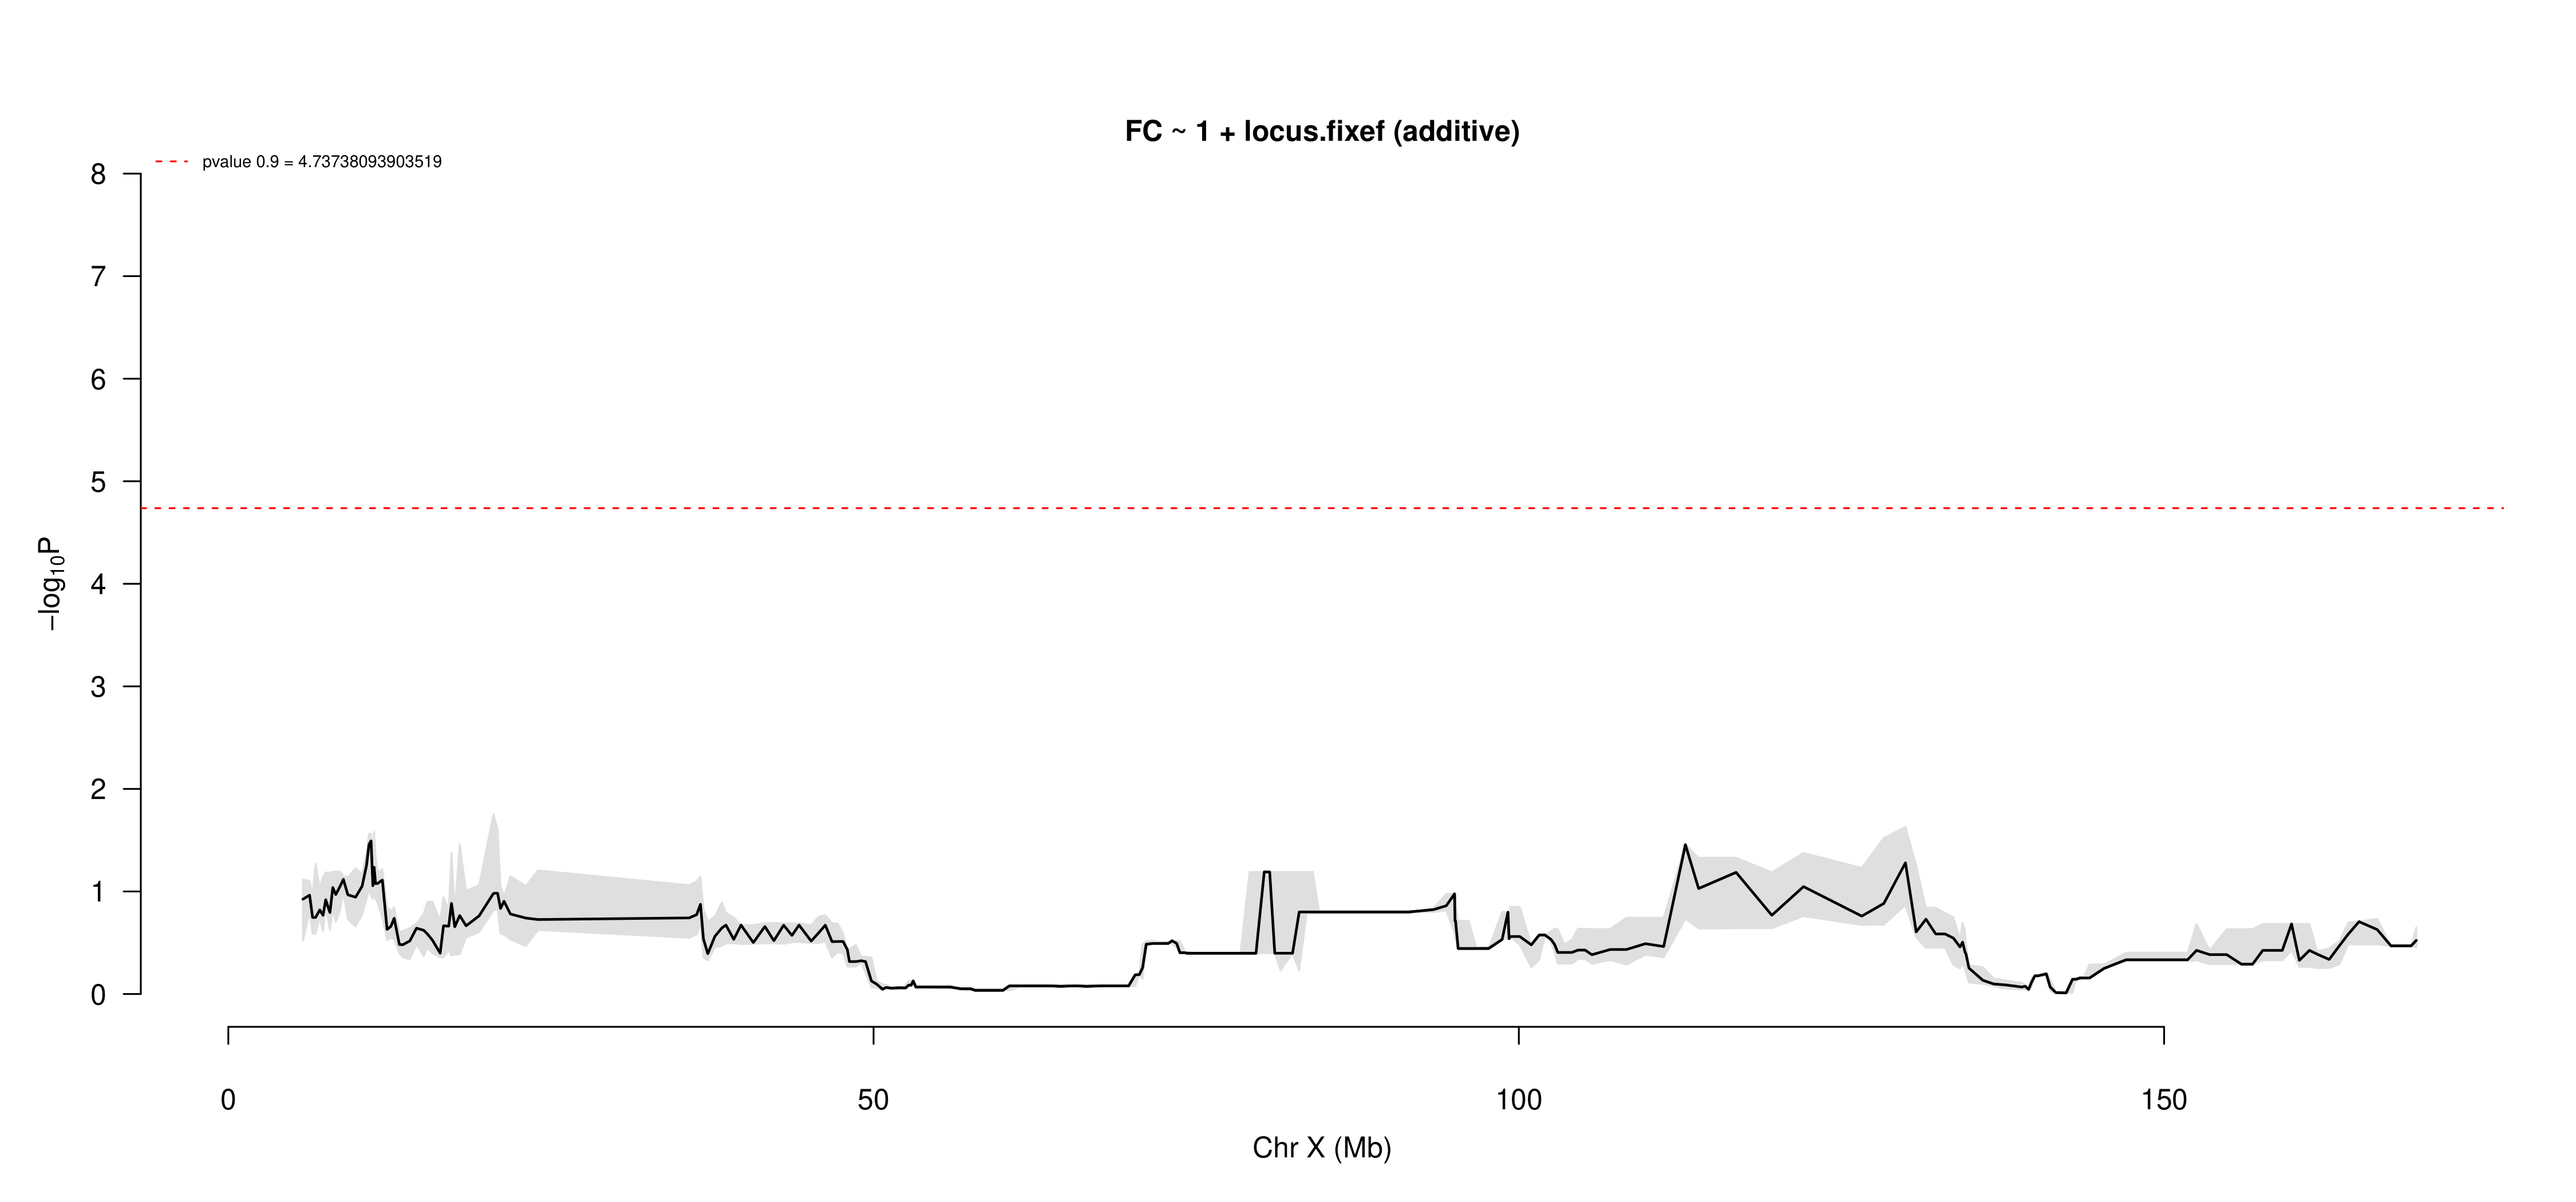 FC ~ 1 + locus.fixef (additive)
pvalue 0.9 = 4.73738093903519
8
7
6
5
4
3
2
1
0
−log10P
0 50 100 150
Chr X (Mb)